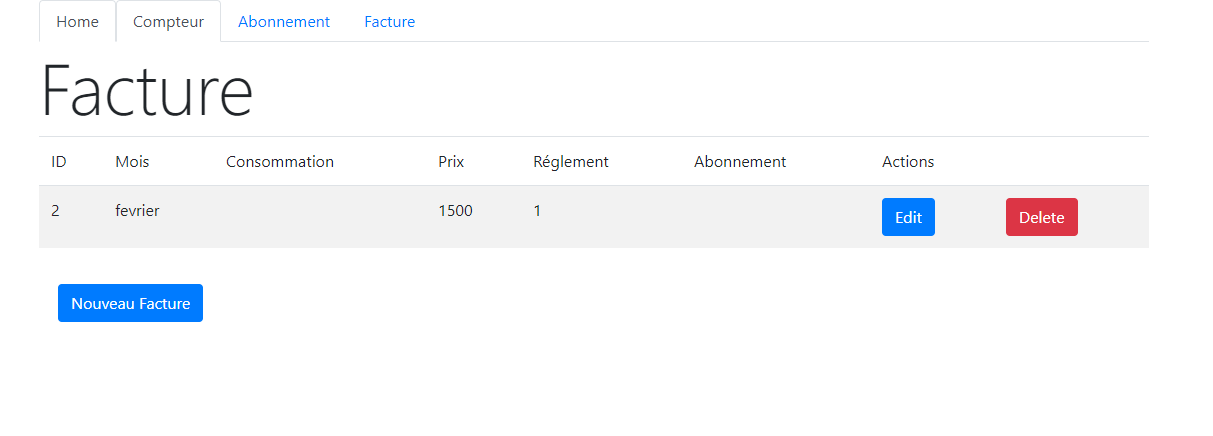 Home Compteur Abonnement Facture
Facture
ID Mois Consommation Prix Réglement Abonnement Actions
2 fevrier 1500 1 Edit Delete
Nouveau Facture